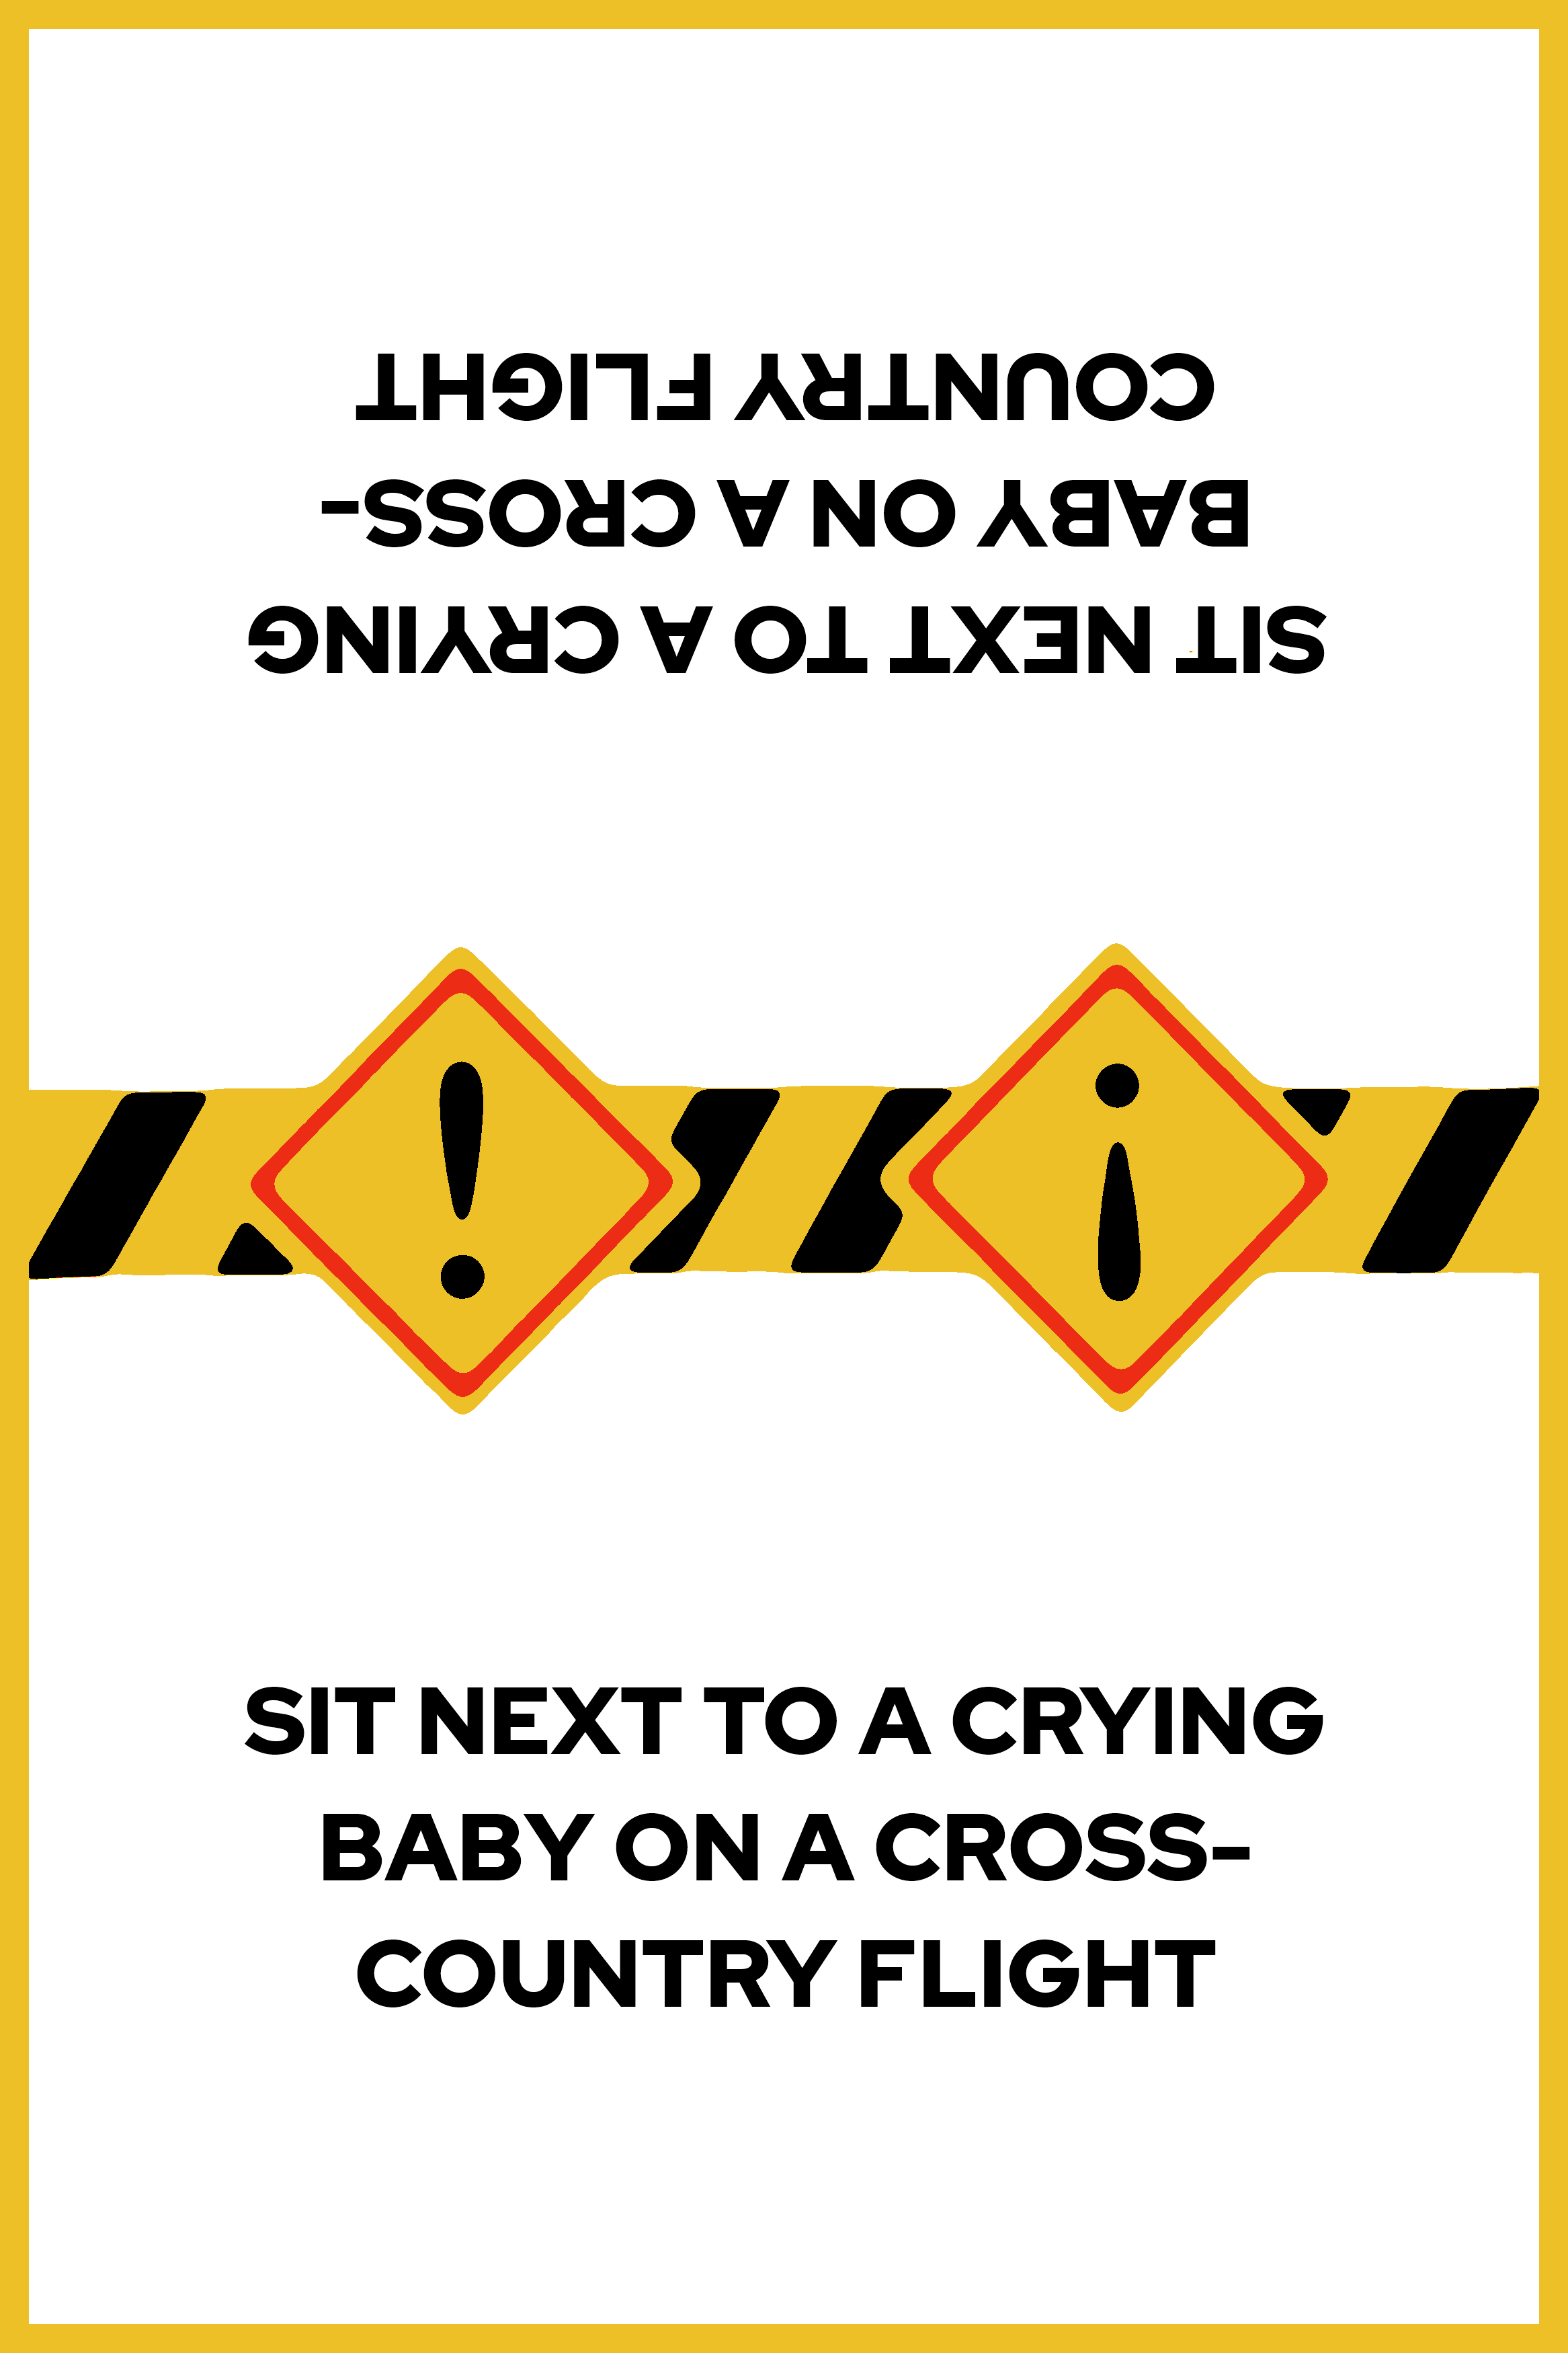 SIT NEXT TO A CRYING
BABY ON A CROSS-
COUNTRY FLIGHT
!
!
SIT NEXT TO A CRYING
BABY ON A CROSS-
COUNTRY FLIGHT